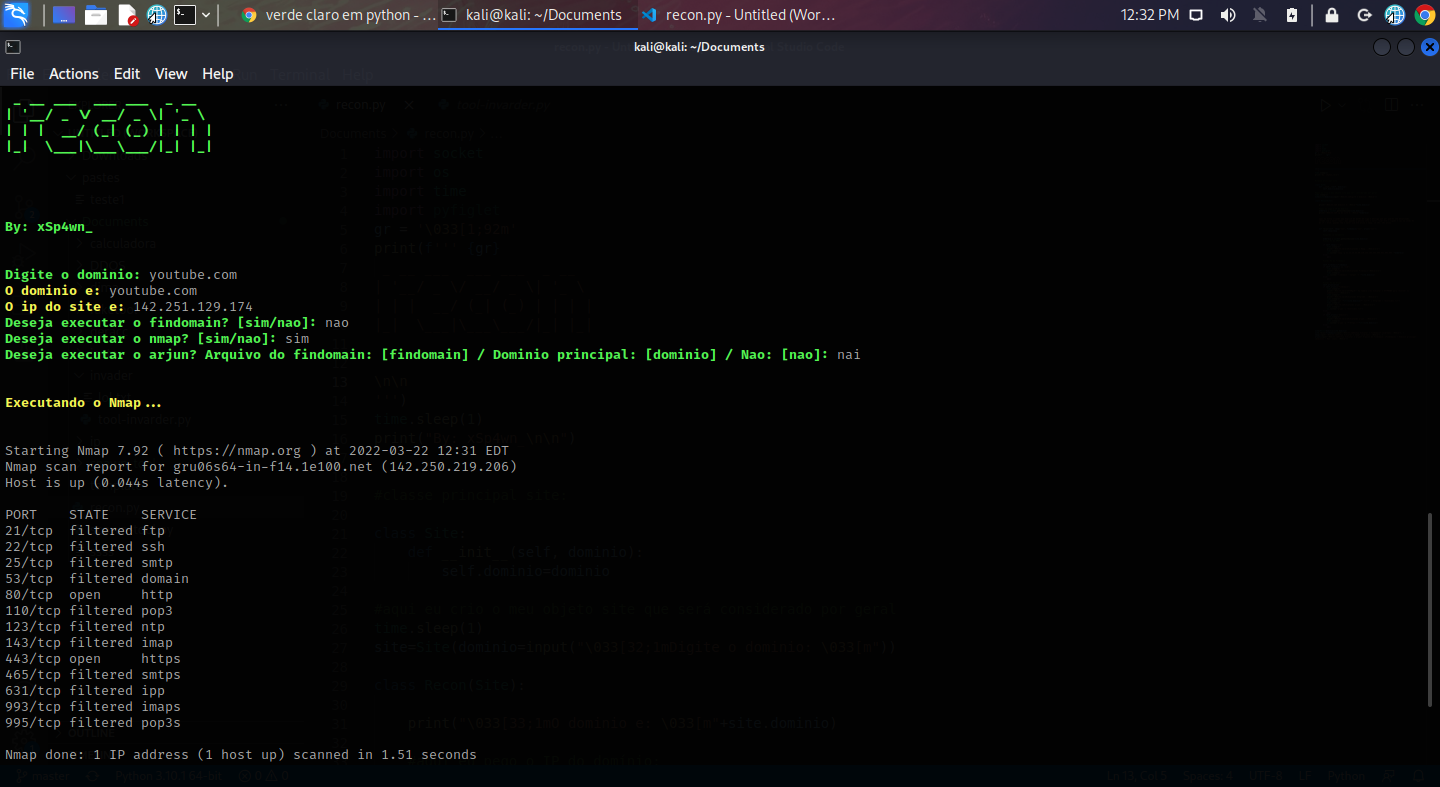 verde claro em python - ...
kali@kali: ~/Documents
recon.py - Untitled (Wor...
12:32 PM
kali@kali: ~/Documents
File Actions Edit View Help
recon
By: xSp4wn_
Digite o dominio: youtube.com
O dominio e: youtube.com
O ip do site e: 142.251.129.174
Deseja executar o findomain? [sim/nao]: nao
Deseja executar o nmap? [sim/nao]: sim
Deseja executar o arjun? Arquivo do findomain: [findomain] / Dominio principal: [dominio] / Nao: [nao]: nai
Executando o Nmap...
Starting Nmap 7.92 ( https://nmap.org ) at 2022-03-22 12:31 EDT
Nmap scan report for gru06s64-in-f14.1e100.net (142.250.219.206)
Host is up (0.044s latency).
PORT STATE SERVICE
21/tcp filtered ftp
22/tcp filtered ssh
25/tcp filtered smtp
53/tcp filtered domain
80/tcp open http
110/tcp filtered pop3
123/tcp filtered ntp
143/tcp filtered imap
443/tcp open https
465/tcp filtered smtps
631/tcp filtered ipp
993/tcp filtered imaps
995/tcp filtered pop3s
Nmap done: 1 IP address (1 host up) scanned in 1.51 seconds